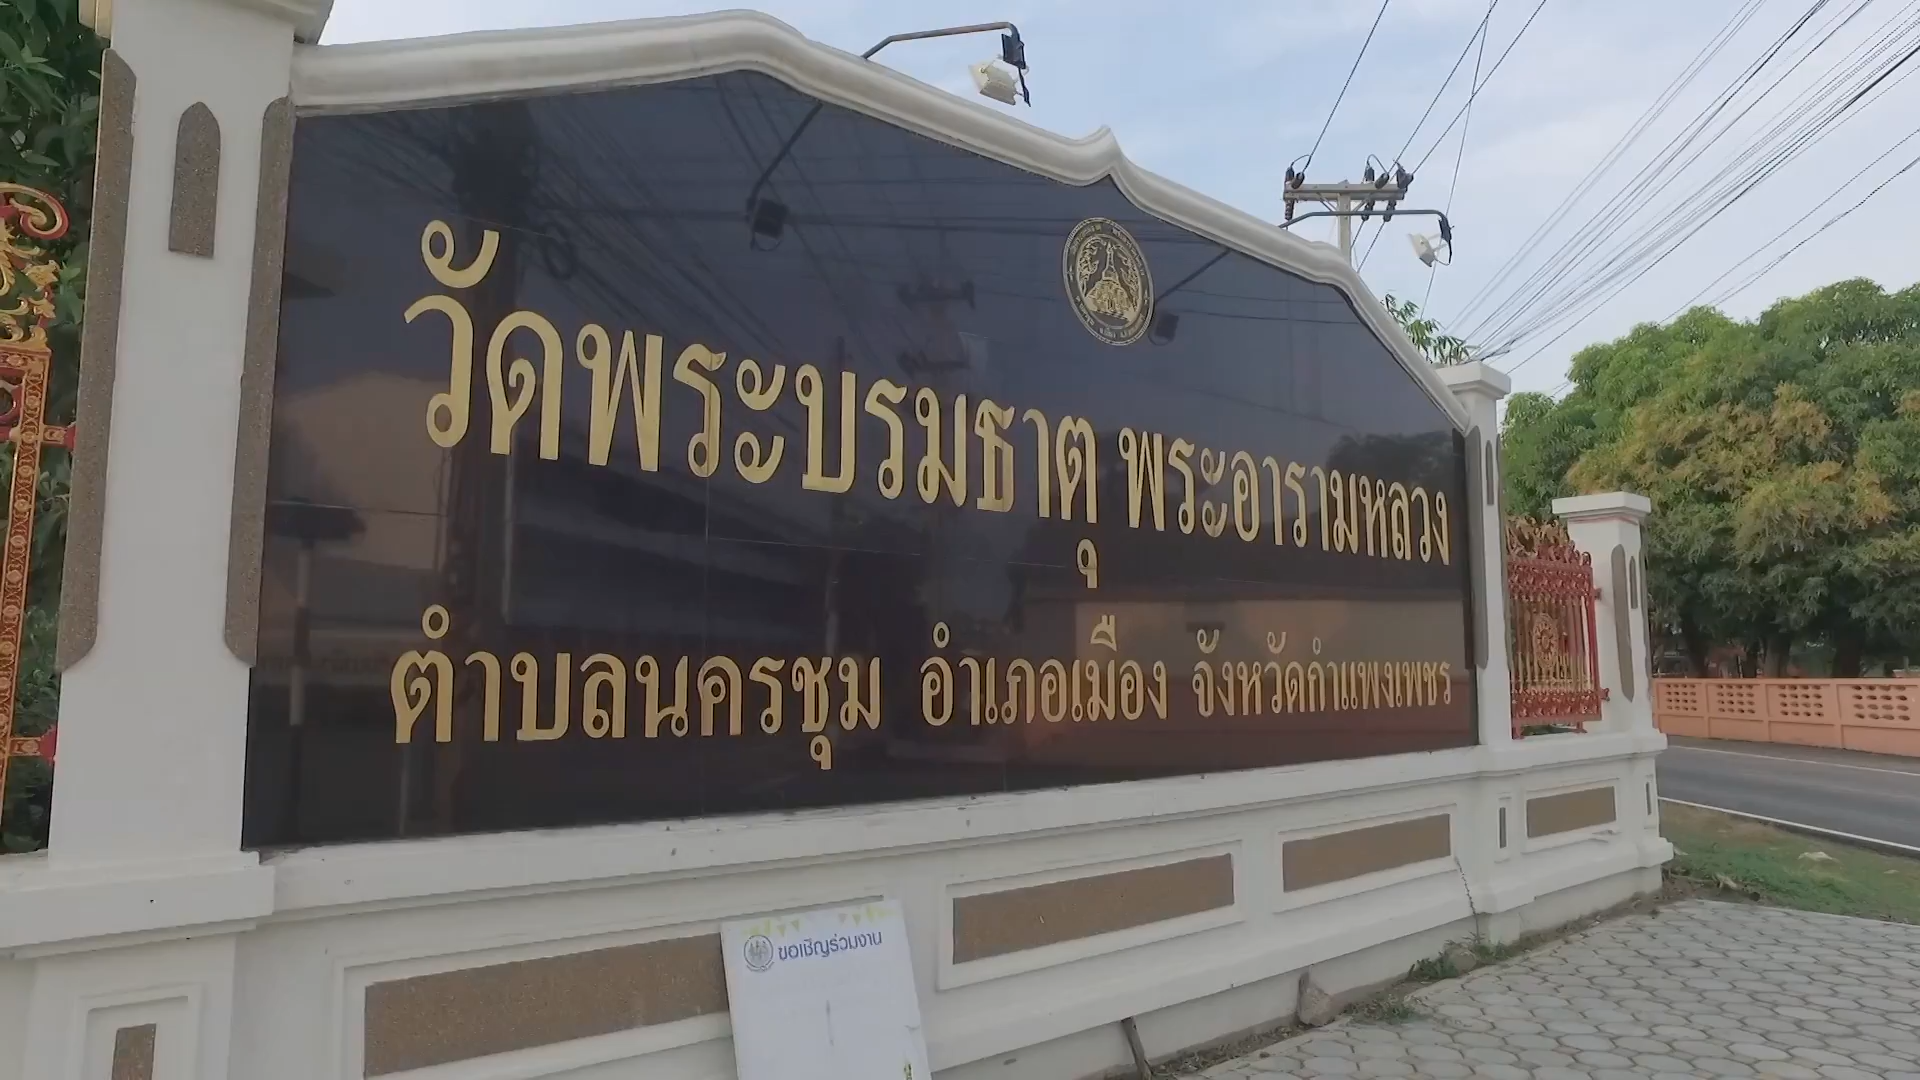 วัดพระบรมธาตุ พระอารามหลวง
ตำบลนครชุม อำเภอเมือง จังหวัดกำแพงเพชร
ขอเชิญร่วมงาน